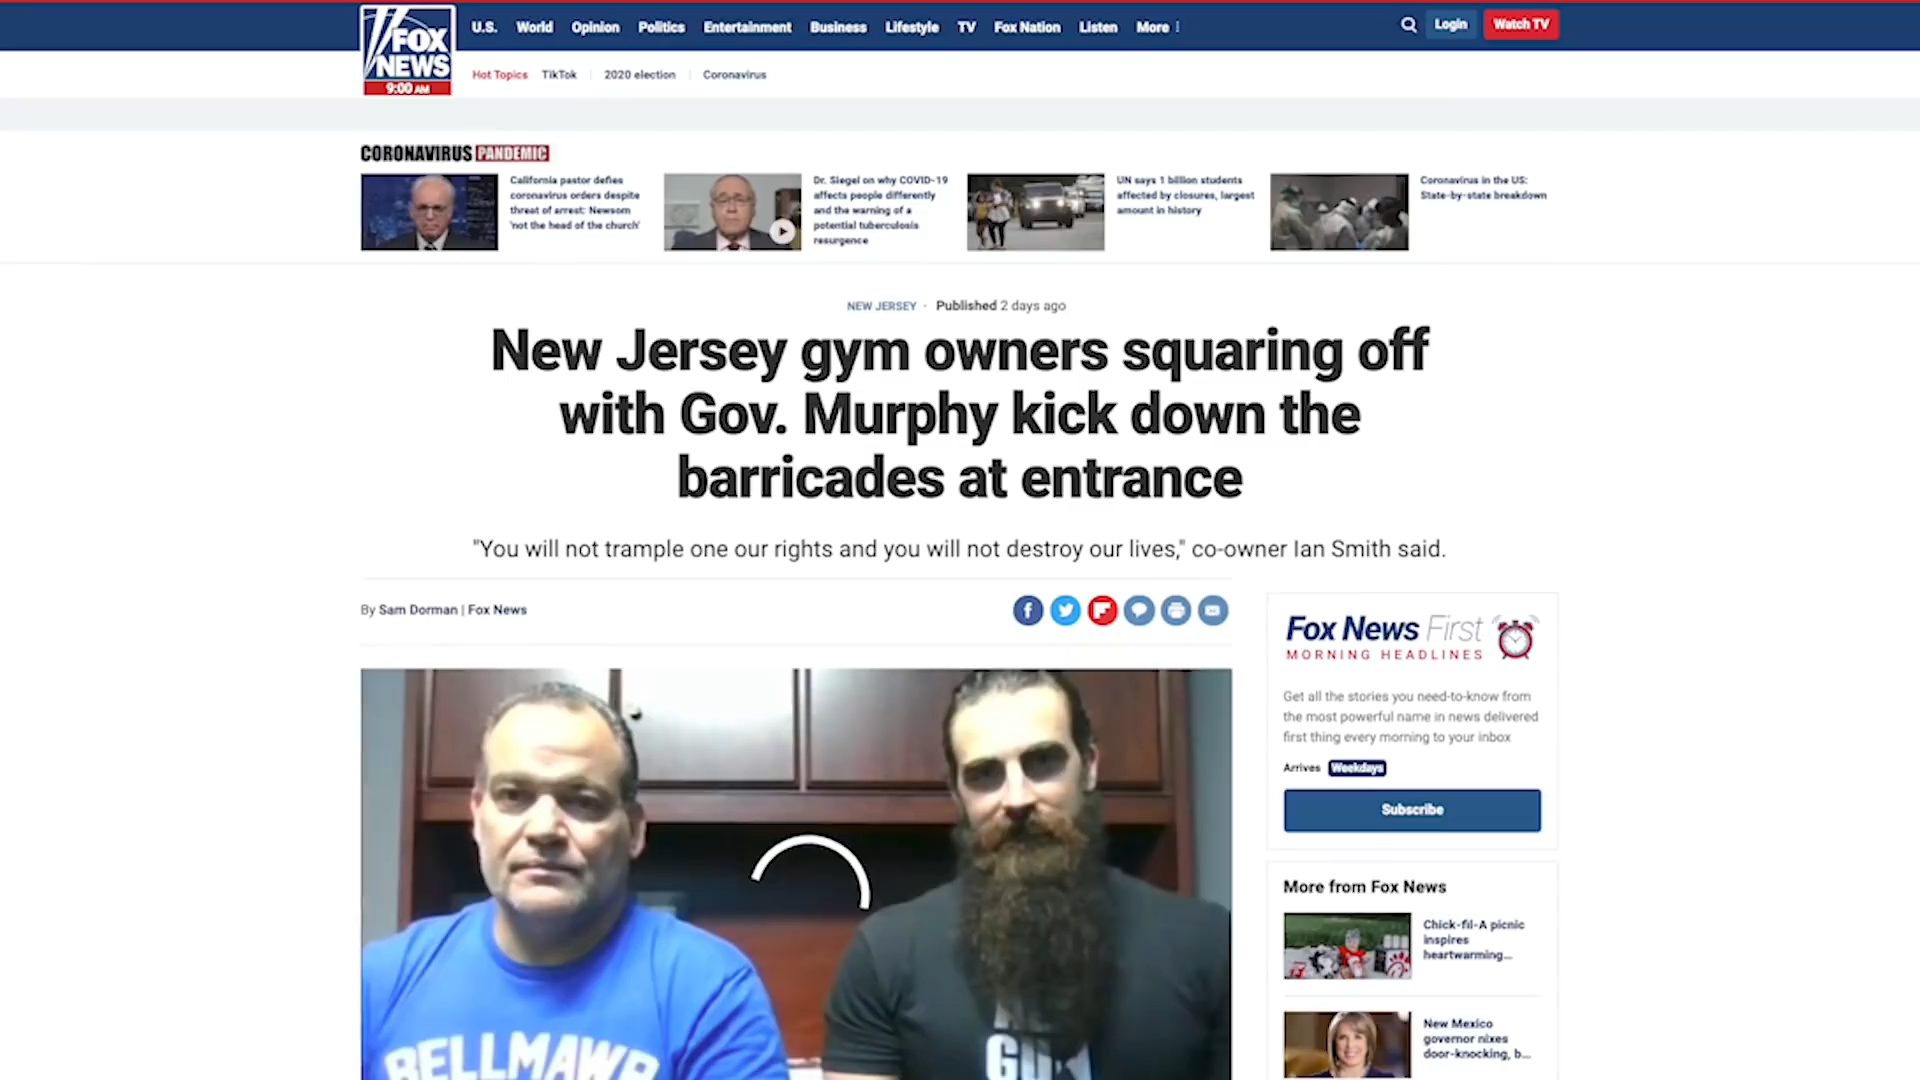 FOX
NEWS
9:00 AM
U.S. World Opinion Politics Entertainment Business Lifestyle TV Fox Nation Listen More
Login
Watch TV
Hot Topics TikTok 2020 election Coronavirus
CORONAVIRUS PANDEMIC
California pastor defies
coronavirus orders despite
threat of arrest: Newsom
'not the head of the church'
Dr. Siegel on why COVID-19
affects people differently
and the warning of a
potential tuberculosis
resurgence
UN says 1 billion students
affected by closures, largest
amount in history
Coronavirus in the US:
State-by-state breakdown
NEW JERSEY · Published 2 days ago
New Jersey gym owners squaring off
with Gov. Murphy kick down the
barricades at entrance
"You will not trample one our rights and you will not destroy our lives," co-owner Ian Smith said.
By Sam Dorman | Fox News
Fox News First
MORNING HEADLINES
Get all the stories you need-to-know from
the most powerful name in news delivered
first thing every morning to your inbox
Arrives Weekdays
Subscribe
More from Fox News
Chick-fil-A picnic
inspires
heartwarming...
New Mexico
governor nixes
door-knocking, b...
BELLMAWR